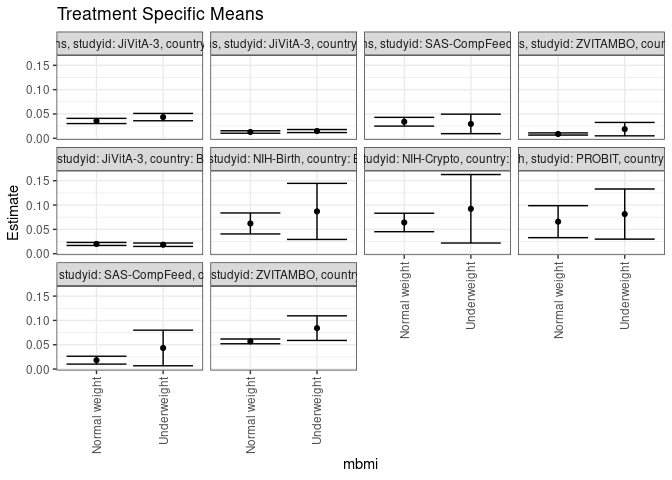 Treatment Specific Means
ns, studyid: JiVitA-3, country
s, studyid: JiVitA-3, country
ns, studyid: SAS-CompFeed
s, studyid: ZVITAMBO, coun
0.15
0.10
0.05
0.00
studyid: JiVitA-3, country: B
studyid: NIH-Birth, country: B
tudyid: NIH-Crypto, country:
h, studyid: PROBIT, country
0.15
0.10
0.05
0.00
studyid: SAS-CompFeed, c
studyid: ZVITAMBO, country
0.15
0.10
0.05
0.00
Estimate
Normal weight
Underweight
Normal weight
Underweight
Normal weight
Underweight
Normal weight
Underweight
mbmi